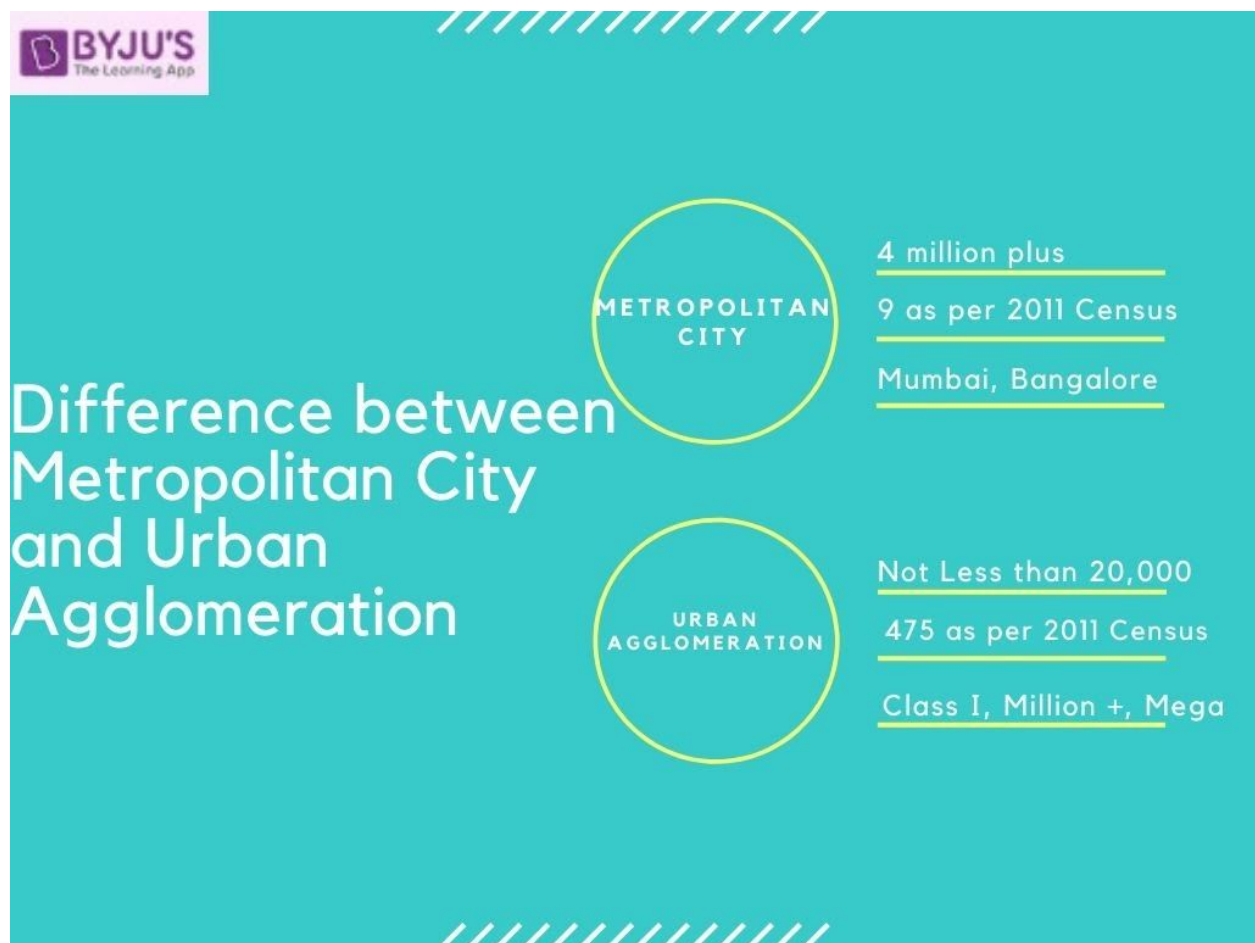 BYJU'S
The Learning App
Difference between
Metropolitan City
and Urban
Agglomeration
METROPOLITAN
CITY
4 million plus
9 as per 2011 Census
Mumbai, Bangalore
URBAN
AGGLOMERATION
Not Less than 20,000
475 as per 2011 Census
Class I, Million +, Mega